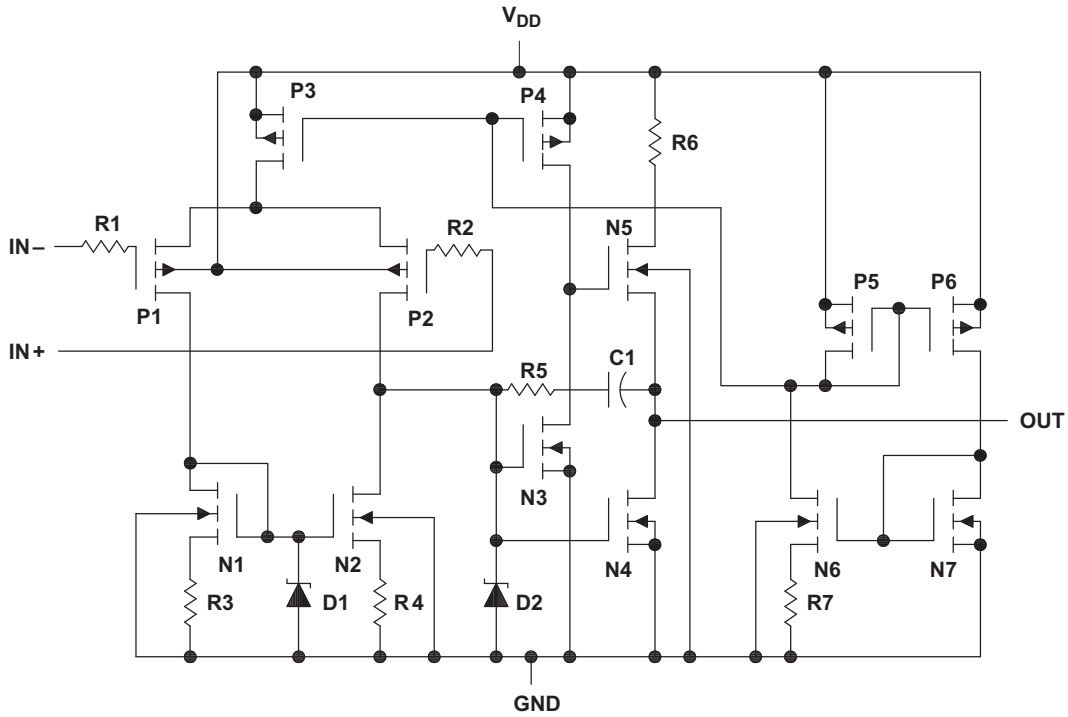 VDD
P3
P4
R6
R1
R2
N5
IN–
P5
P6
P1
P2
IN+
R5
C1
OUT
N3
N1
N2
N4
N6
N7
R3
D1
R4
D2
R7
GND